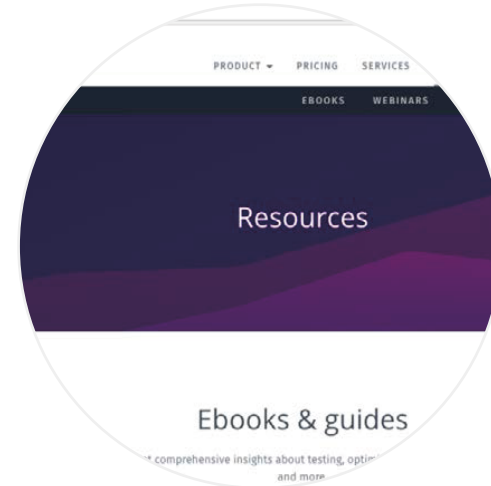 PRODUCT PRICING SERVICES
EBOOKS WEBINARS
Resources
Ebooks & guides
comprehensive insights about testing,
and more